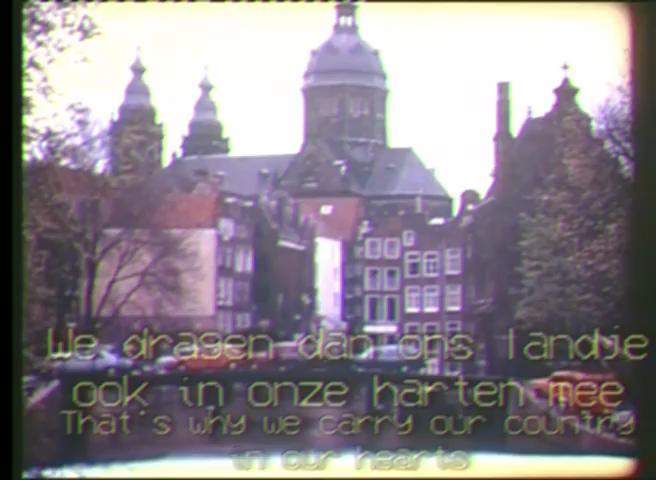 We dragen dan ons landje
ook in onze harten mee
That's why we carry our country
in our hearts